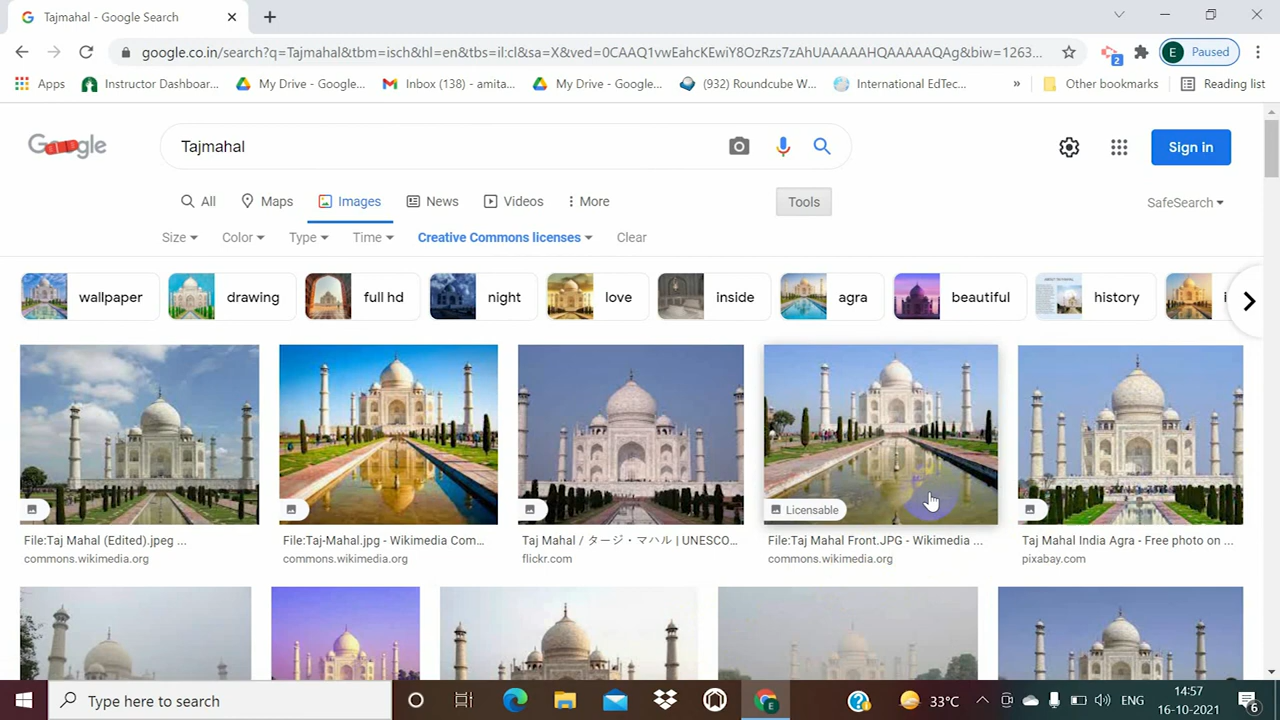 Tajmahal - Google Search
google.co.in/search?q=Tajmahal&tbm=isch&hl=en&tbs=il:cl&sa=X&ved=0CAAQ1vwEahcKEwiY8OzRzs7zAhUAAAAAHQAAAAAQAg&biw=1263...
E Paused
2
Apps Instructor Dashboar... My Drive - Google... Inbox (138) - amita... My Drive - Google... (932) Roundcube W... International EdTec... » Other bookmarks Reading list
Google
Tajmahal
Sign in
All Maps Images News Videos More Tools SafeSearch
Size Color Type Time Creative Commons licenses Clear
wallpaper drawing full hd night love inside agra beautiful history i
Licensable
File:Taj Mahal (Edited).jpeg ... File:Taj-Mahal.jpg - Wikimedia Com... Taj Mahal / タージ・マハル | UNESCO... File:Taj Mahal Front.JPG - Wikimedia ... Taj Mahal India Agra - Free photo on ...
commons.wikimedia.org commons.wikimedia.org flickr.com commons.wikimedia.org pixabay.com
Type here to search
E
33°C
ENG
14:57
16-10-2021
6